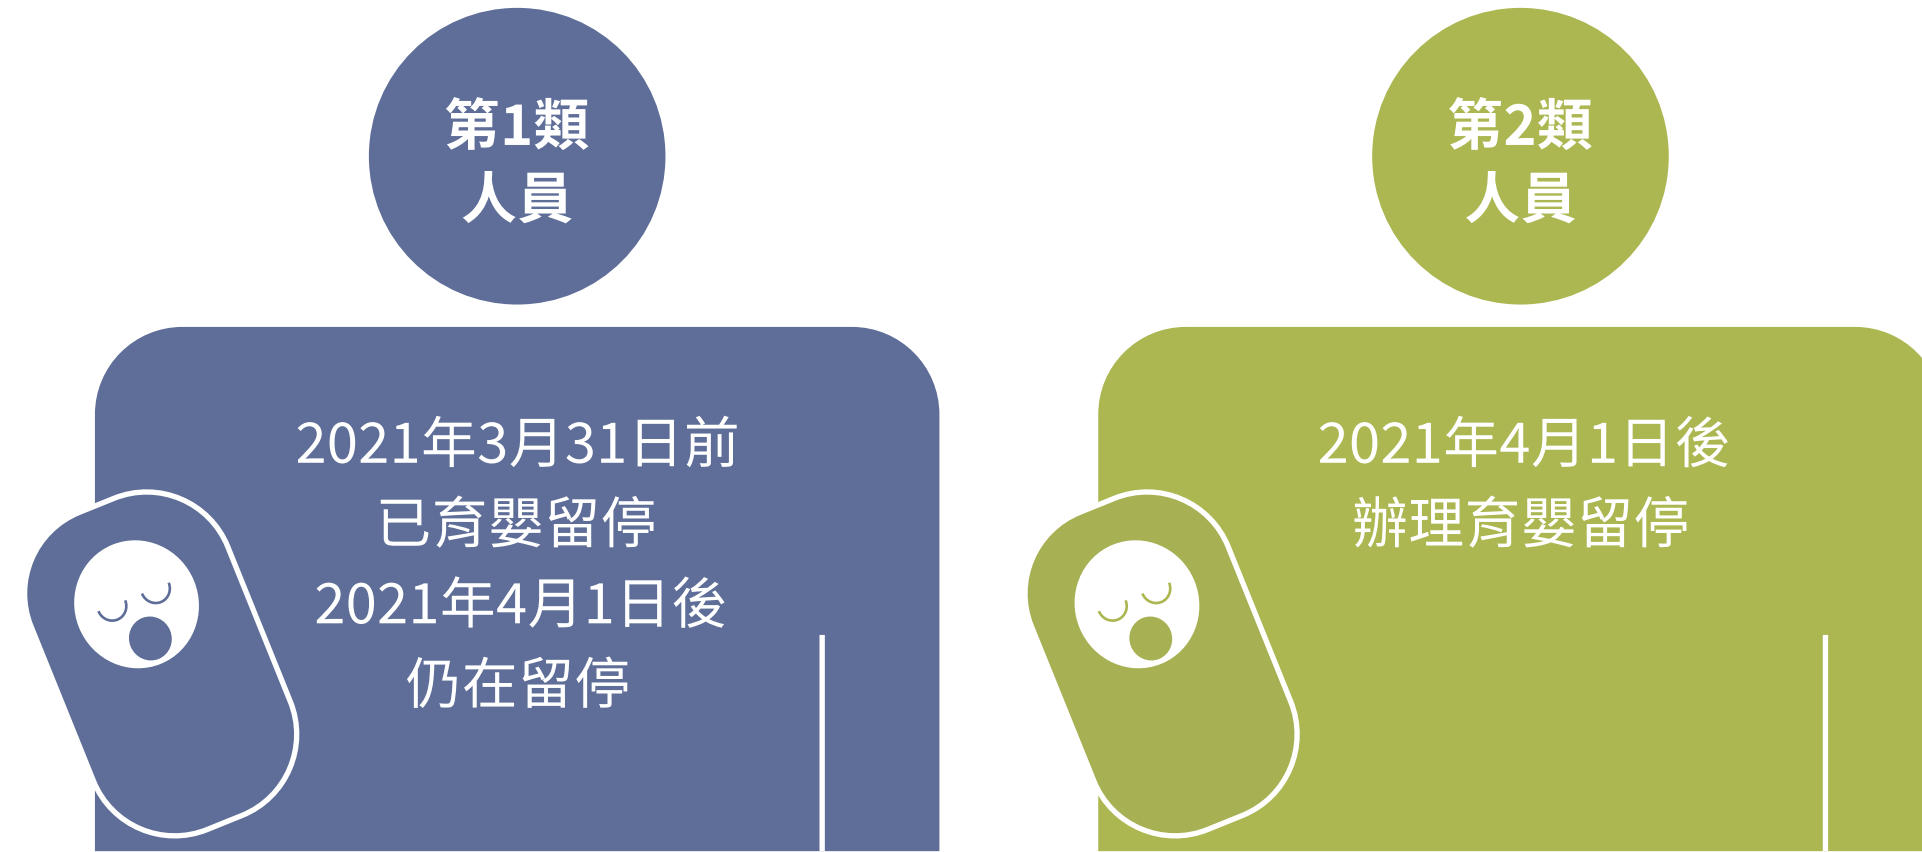 第1類
人員
2021年3月31日前
已育嬰留停
2021年4月1日後
仍在留停
第2類
人員
2021年4月1日後
辦理育嬰留停